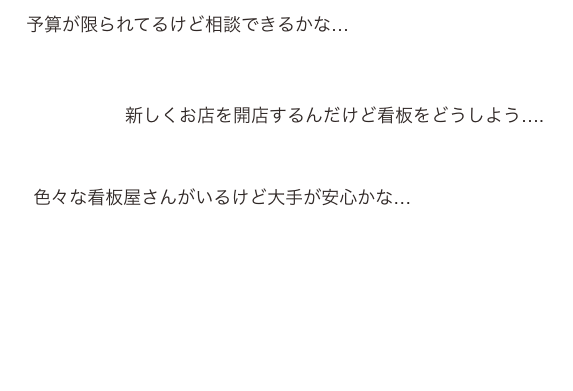 予算が限られてるけど相談できるかな…
新しくお店を開店するんだけど看板をどうしよう….
色々な看板屋さんがいるけど大手が安心かな…